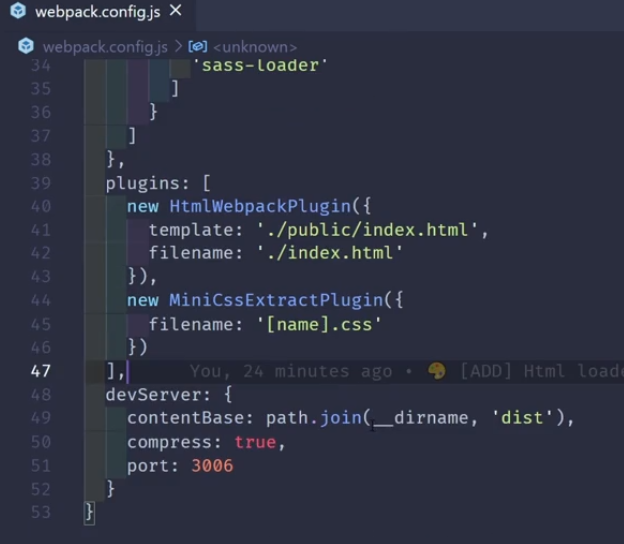 webpack.config.js ×
webpack.config.js > <unknown>
34 'sass-loader'
35 ]
36 }
37 ]
38 },
39 plugins: [
40 new HtmlWebpackPlugin({
41 template: './public/index.html',
42 filename: './index.html'
43 }),
44 new MiniCssExtractPlugin({
45 filename: '[name].css'
46 })
47 ], You, 24 minutes ago • 🎨 [ADD] Html loade
48 devServer: {
49 contentBase: path.join(__dirname, 'dist'),
50 compress: true,
51 port: 3006
52 }
53 }